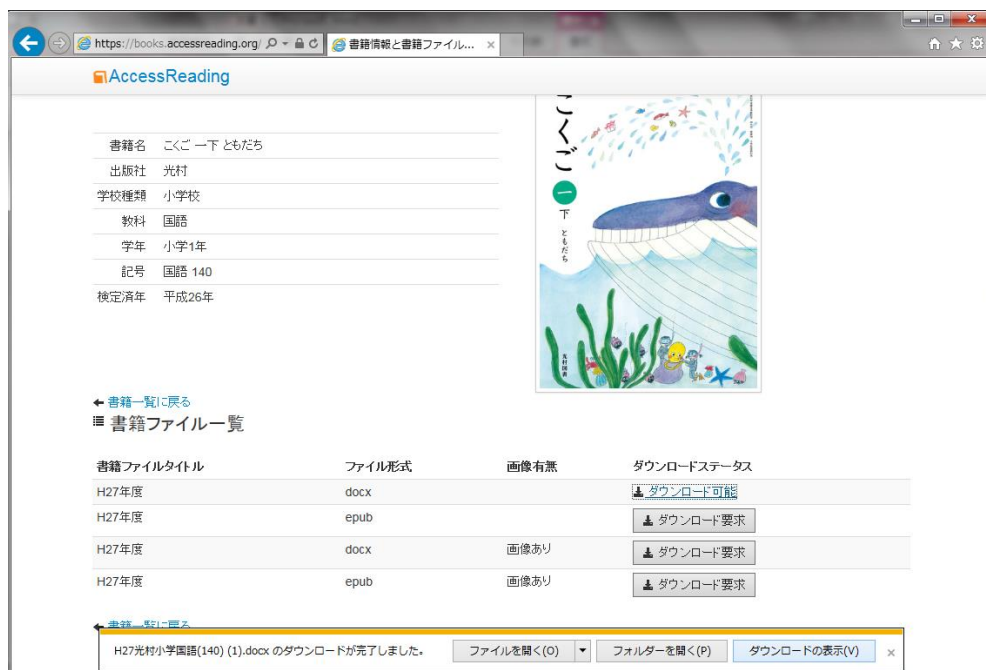 https://books.accessreading.org/
書籍情報と書籍ファイル...
AccessReading
書籍名 こくご 一下 ともだち
出版社 光村
学校種類 小学校
教科 国語
学年 小学1年
記号 国語 140
検定済年 平成26年
こくご
一
下
ともだち
光村図書
書籍一覧に戻る
書籍ファイル一覧
書籍ファイルタイトル ファイル形式 画像有無 ダウンロードステータス
H27年度 docx ダウンロード可能
H27年度 epub ダウンロード要求
H27年度 docx 画像あり ダウンロード要求
H27年度 epub 画像あり ダウンロード要求
書籍一覧に戻る
H27光村小学国語(140) (1).docx のダウンロードが完了しました。 ファイルを開く(O) フォルダーを開く(P) ダウンロードの表示(V)